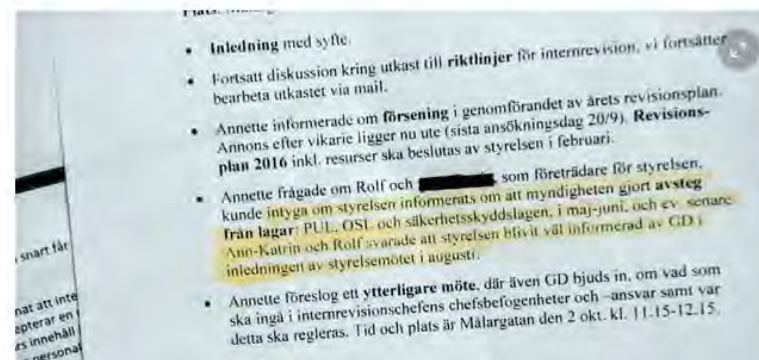 Inledning med syfte.
Fortsatt diskussion kring utkast till riktlinjer för internrevision, vi fortsätter
bearbeta utkastet via mail.
Annette informerade om försening i genomförandet av årets revisionsplan.
Annons efter vikarie ligger nu ute (sista ansökningsdag 20/9). Revisions-
plan 2016 inkl. resurser ska beslutas av styrelsen i februari.
Annette frågade om Rolf och , som företrädare för styrelsen,
kunde intyga om styrelsen informerats om att myndigheten gjort avsteg
från lagar: PUL, OSL och säkerhetsskyddslagen, i maj-juni, och ev. senare
Ann-Katrin och Rolf svarade att styrelsen blivit väl informerad av GD i
inledningen av styrelsemötet i augusti.
Annette föreslog ett ytterligare möte, där även GD bjuds in, om vad som
ska ingå i internrevisionschefens chefsbefogenheter och –ansvar samt var
detta ska regleras. Tid och plats är Mälargatan den 2 okt. kl. 11.15-12.15.
snart får
nat att inte
epterar en
rs innehåll
personal